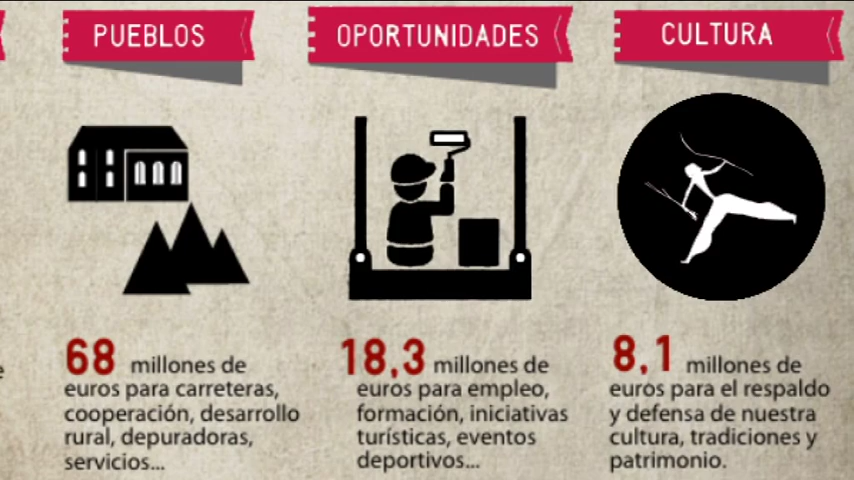 PUEBLOS
68 millones de
euros para carreteras,
cooperación, desarrollo
rural, depuradoras,
servicios...
OPORTUNIDADES
18,3 millones de
euros para empleo,
formación, iniciativas
turísticas, eventos
deportivos...
CULTURA
8,1 millones de
euros para el respaldo
y defensa de nuestra
cultura, tradiciones y
patrimonio.